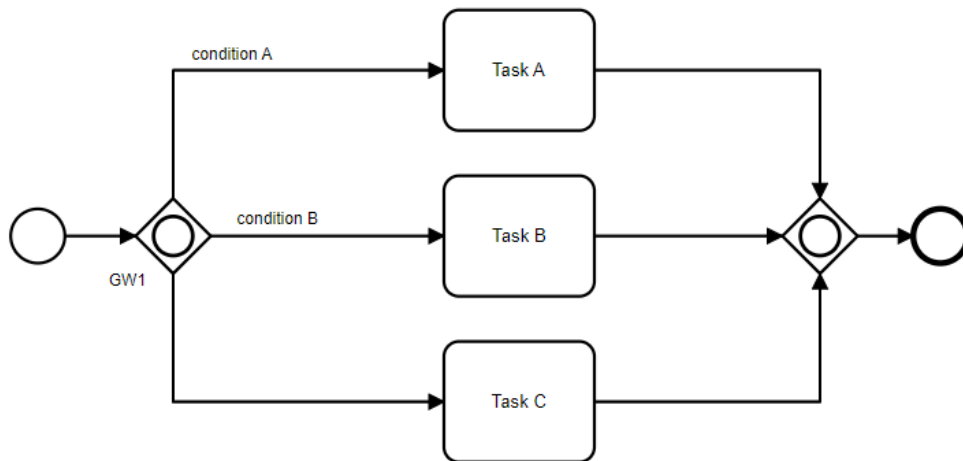 condition A
Task A
condition B
Task B
GW1
Task C